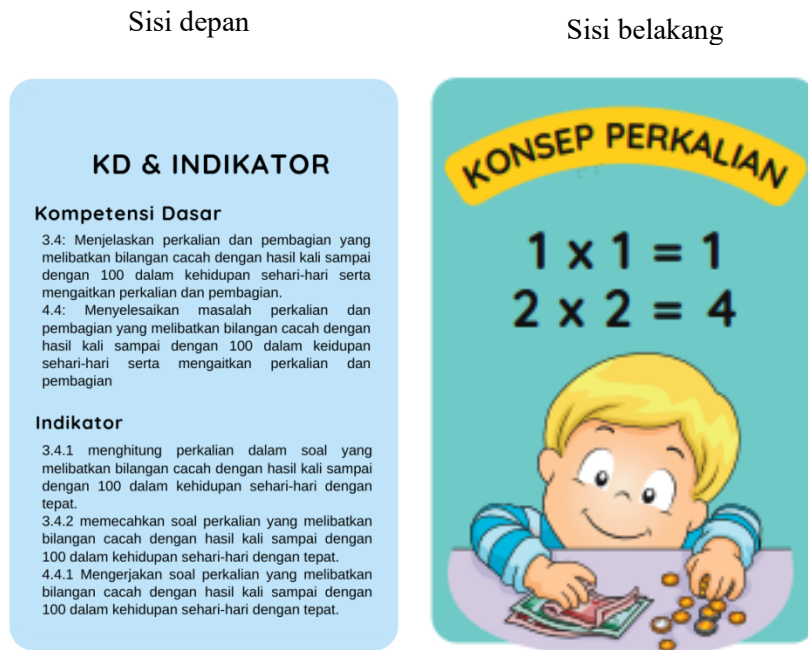 Sisi depan
Sisi belakang
KD & INDIKATOR
Kompetensi Dasar
3.4: Menjelaskan perkalian dan pembagian yang
melibatkan bilangan cacah dengan hasil kali sampai
dengan 100 dalam kehidupan sehari-hari serta
mengaitkan perkalian dan pembagian.
4.4: Menyelesaikan masalah perkalian dan
pembagian yang melibatkan bilangan cacah dengan
hasil kali sampai dengan 100 dalam keidupan
sehari-hari serta mengaitkan perkalian dan
pembagian
Indikator
3.4.1 menghitung perkalian dalam soal yang
melibatkan bilangan cacah dengan hasil kali sampai
dengan 100 dalam kehidupan sehari-hari dengan
tepat.
3.4.2 memecahkan soal perkalian yang melibatkan
bilangan cacah dengan hasil kali sampai dengan
100 dalam kehidupan sehari-hari dengan tepat.
4.4.1 Mengerjakan soal perkalian yang melibatkan
bilangan cacah dengan hasil kali sampai dengan
100 dalam kehidupan sehari-hari dengan tepat.
KONSEP PERKALIAN
1 x 1 = 1
2 x 2 = 4